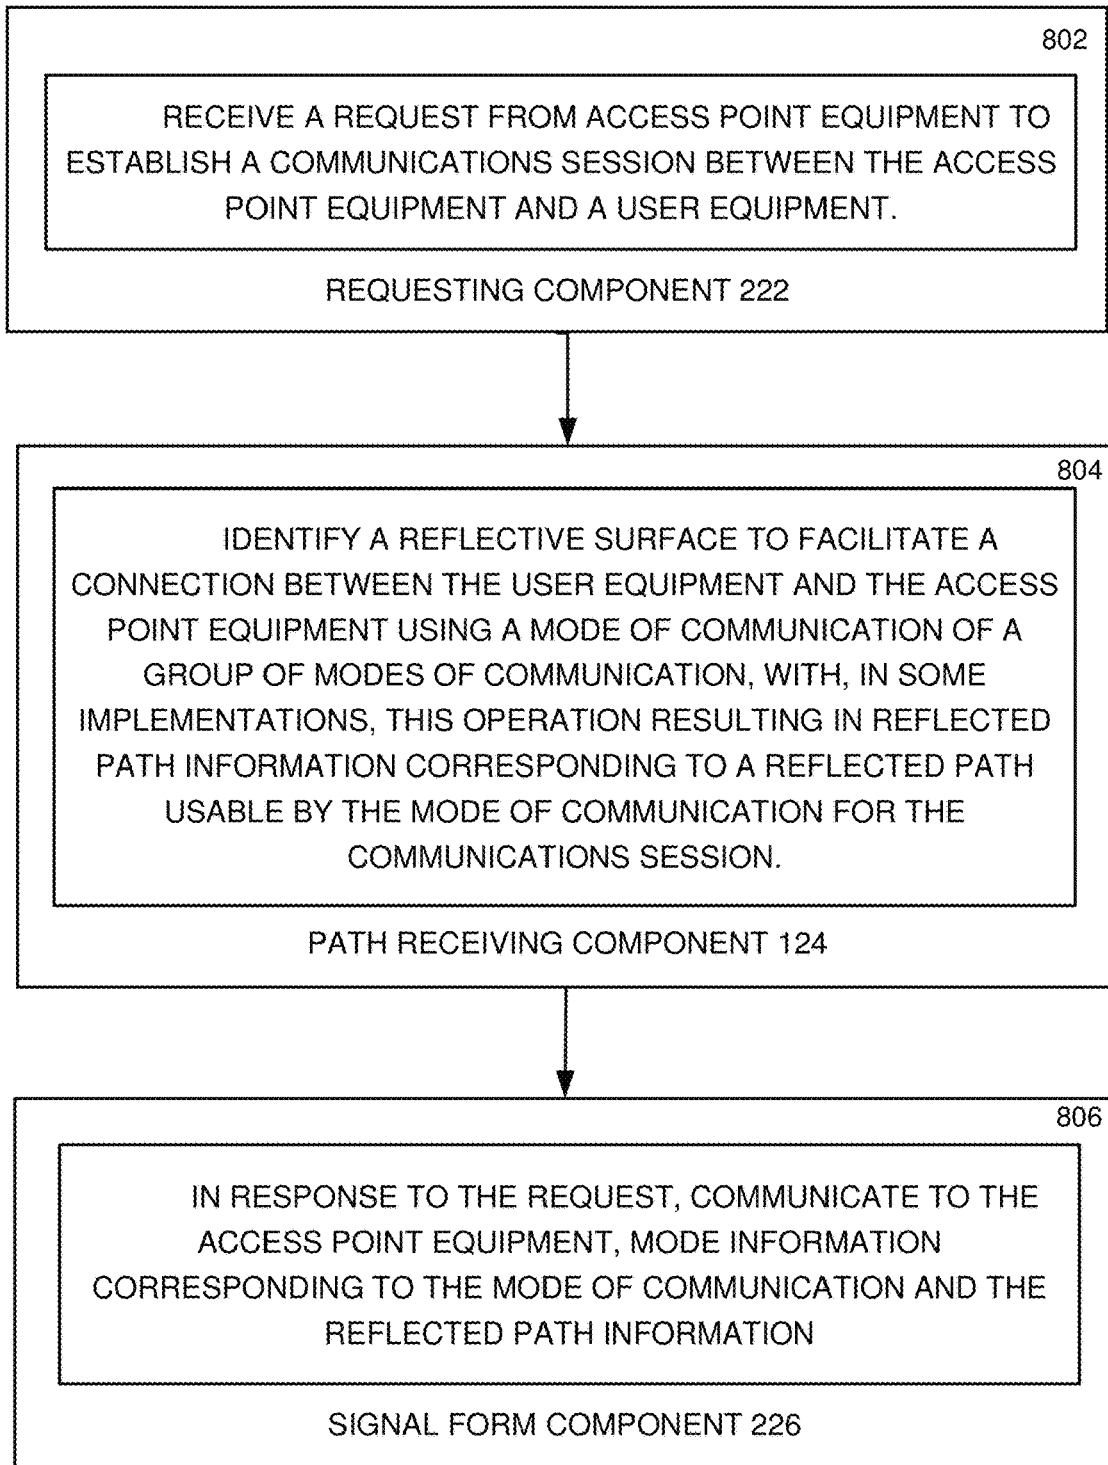 802
RECEIVE A REQUEST FROM ACCESS POINT EQUIPMENT TO
ESTABLISH A COMMUNICATIONS SESSION BETWEEN THE ACCESS
POINT EQUIPMENT AND A USER EQUIPMENT.
REQUESTING COMPONENT 222
804
IDENTIFY A REFLECTIVE SURFACE TO FACILITATE A
CONNECTION BETWEEN THE USER EQUIPMENT AND THE ACCESS
POINT EQUIPMENT USING A MODE OF COMMUNICATION OF A
GROUP OF MODES OF COMMUNICATION, WITH, IN SOME
IMPLEMENTATIONS, THIS OPERATION RESULTING IN REFLECTED
PATH INFORMATION CORRESPONDING TO A REFLECTED PATH
USABLE BY THE MODE OF COMMUNICATION FOR THE
COMMUNICATIONS SESSION.
PATH RECEIVING COMPONENT 124
806
IN RESPONSE TO THE REQUEST, COMMUNICATE TO THE
ACCESS POINT EQUIPMENT, MODE INFORMATION
CORRESPONDING TO THE MODE OF COMMUNICATION AND THE
REFLECTED PATH INFORMATION
SIGNAL FORM COMPONENT 226